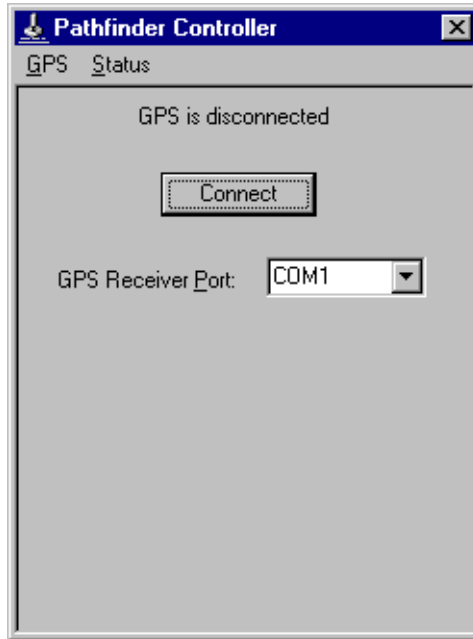 Pathfinder Controller
GPS Status
GPS is disconnected
Connect
GPS Receiver Port: COM1